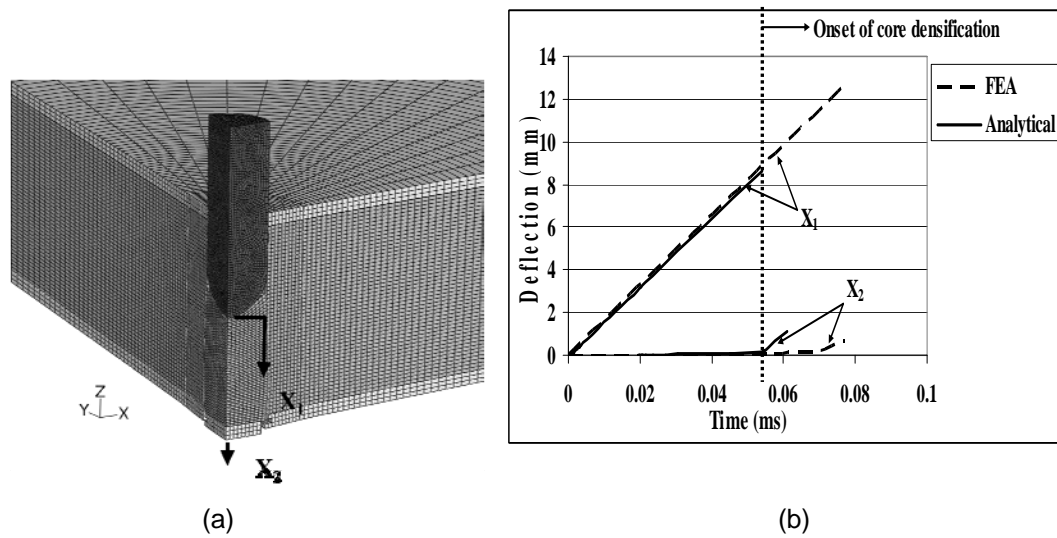 Z
Y
X
X1
X2
(a)
Onset of core densification
14
12
10
8
6
4
2
0
Deflection (mm)
0
0.02
0.04
0.06
0.08
0.1
Time (ms)
X1
X2
FEA
Analytical
(b)